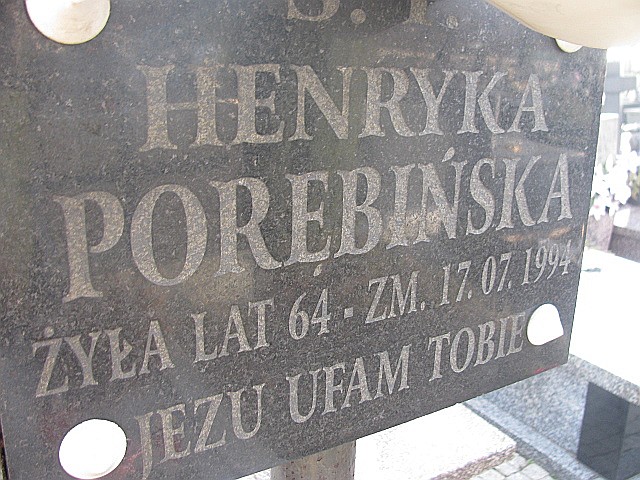 Ś. P.
HENRYKA
PORĘBIŃSKA
ŻYŁA LAT 64 - ZM. 17. 07. 1994
JEZU UFAM TOBIE